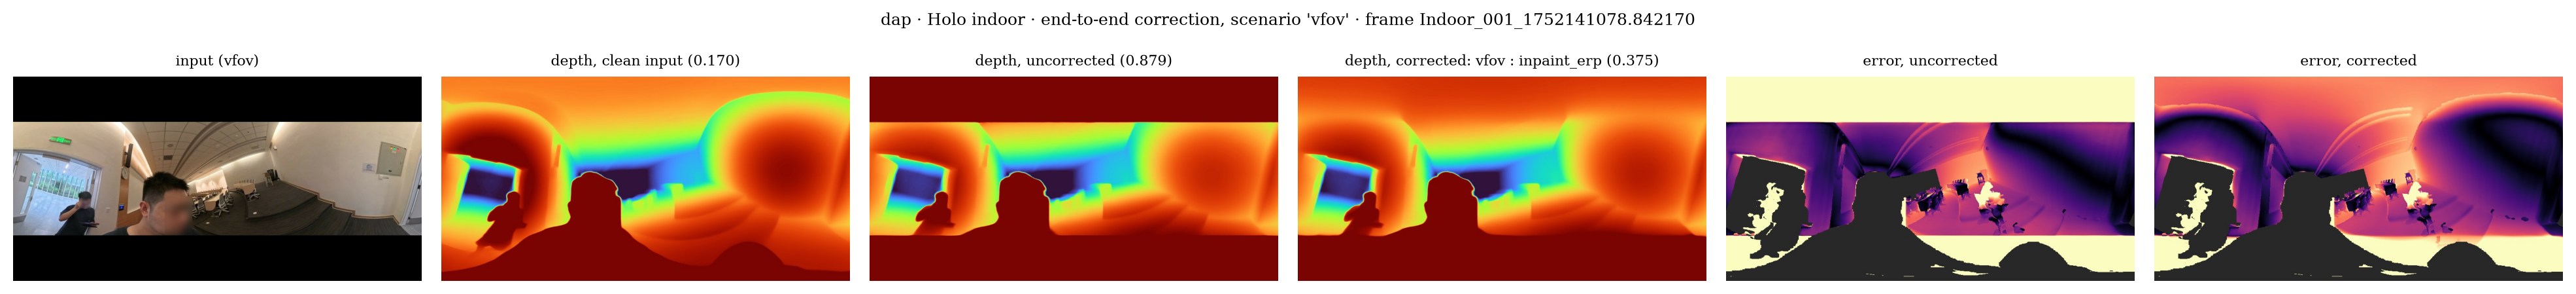 dap · Holo indoor · end-to-end correction, scenario 'vfov' · frame Indoor_001_1752141078.842170
input (vfov)
depth, clean input (0.170)
depth, uncorrected (0.879)
depth, corrected: vfov : inpaint_erp (0.375)
error, uncorrected
error, corrected